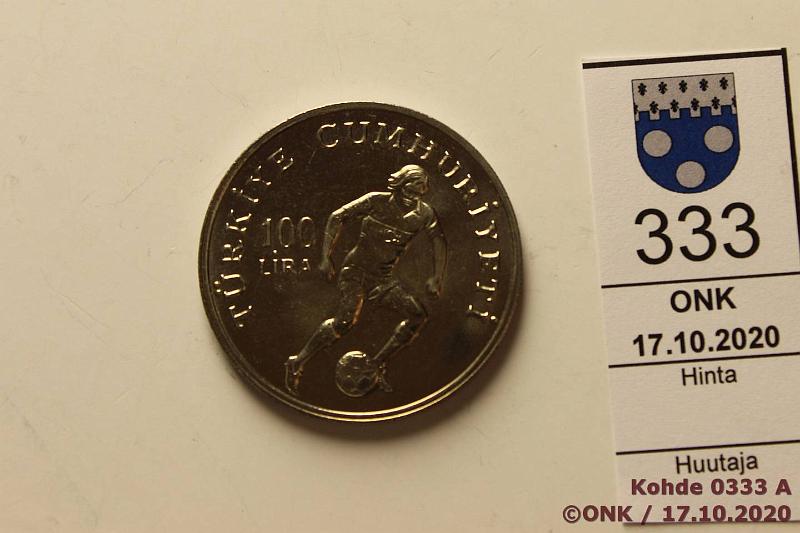 TÜRKİYE CUMHURİYETİ
100
LİRA
333
ONK
17.10.2020
Hinta
Huutaja
Kohde 0333 A
©ONK / 17.10.2020